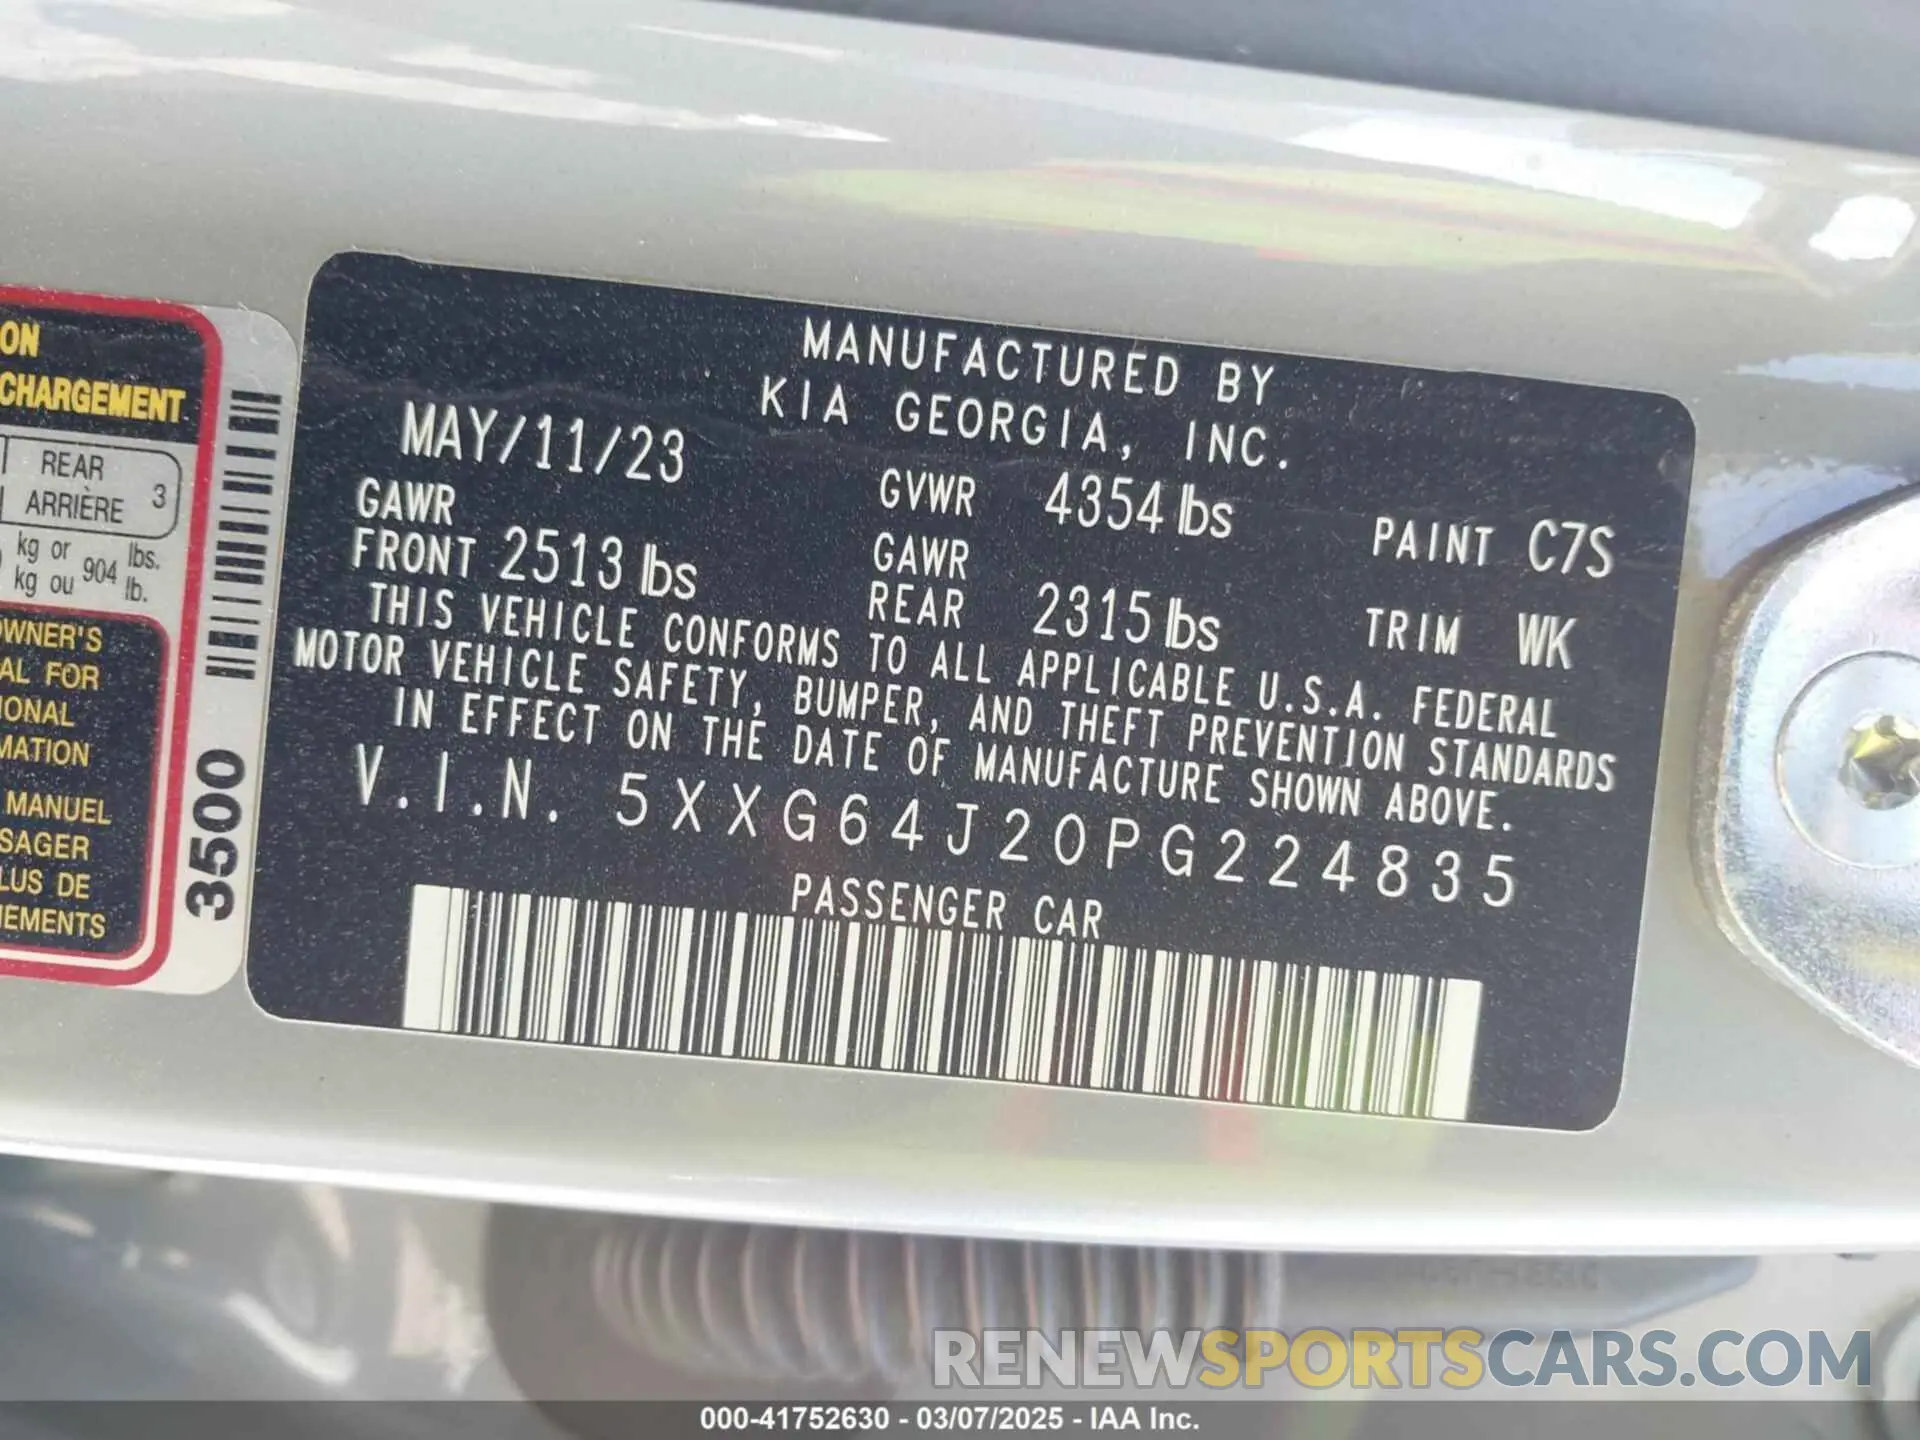 ON
CHARGEMENT
REAR
ARRIÈRE 3
kg or 904 lbs.
kg ou lb.
OWNER'S
AL FOR
IONAL
MATION
MANUEL
SAGER
LUS DE
EMENTS
3500
MANUFACTURED BY
KIA GEORGIA, INC.
MAY/11/23
GAWR
FRONT 2513 lbs
GVWR 4354 lbs
GAWR
REAR 2315 lbs
PAINT C7S
TRIM WK
THIS VEHICLE CONFORMS TO ALL APPLICABLE U.S.A. FEDERAL
MOTOR VEHICLE SAFETY, BUMPER, AND THEFT PREVENTION STANDARDS
IN EFFECT ON THE DATE OF MANUFACTURE SHOWN ABOVE.
V.I.N. 5XXG64J20PG224835
PASSENGER CAR
RENEWSPORTSCARS.COM
000-41752630 - 03/07/2025 - IAA Inc.